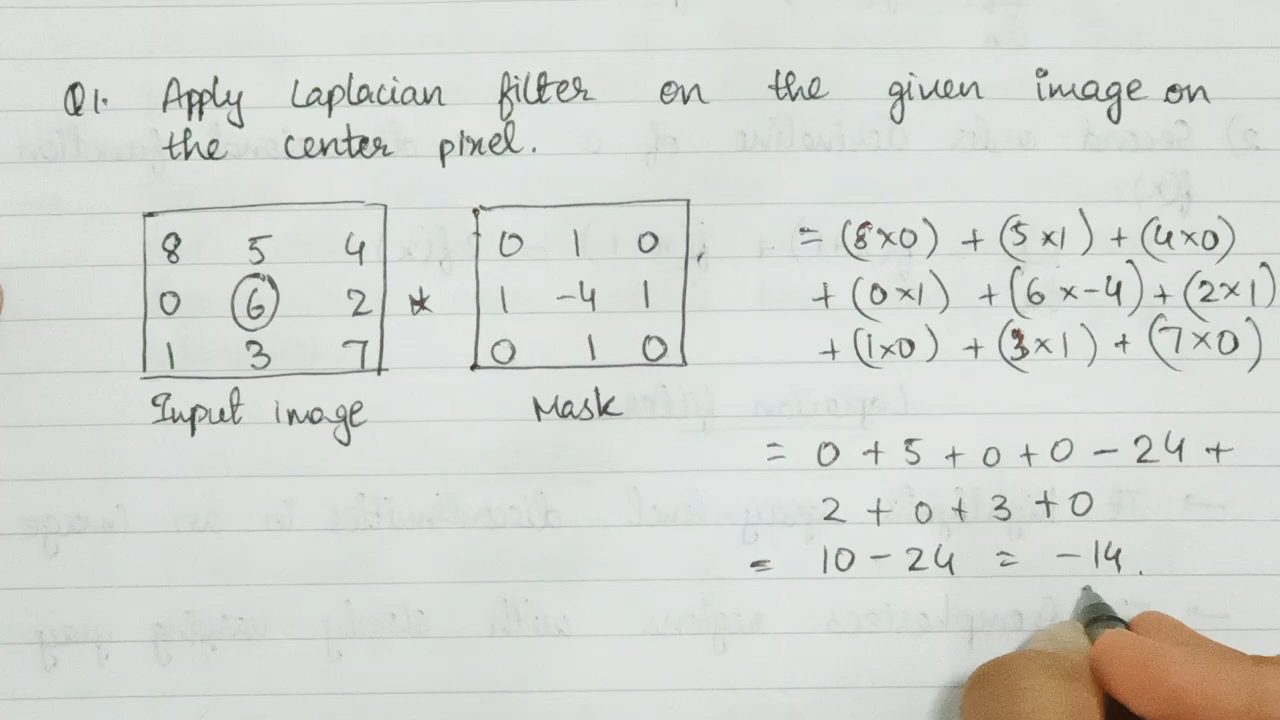 Q1. Apply Laplacian filter on the given image on
the center pixel.
8 5 4
0 6 2
1 3 7
Input image
*
0 1 0
1 -4 1
0 1 0
Mask
= (8×0) + (5×1) + (4×0)
+ (0×1) + (6×-4) + (2×1)
+ (1×0) + (3×1) + (7×0)
= 0 + 5 + 0 + 0 - 24 +
2 + 0 + 3 + 0
= 10 - 24 = -14.